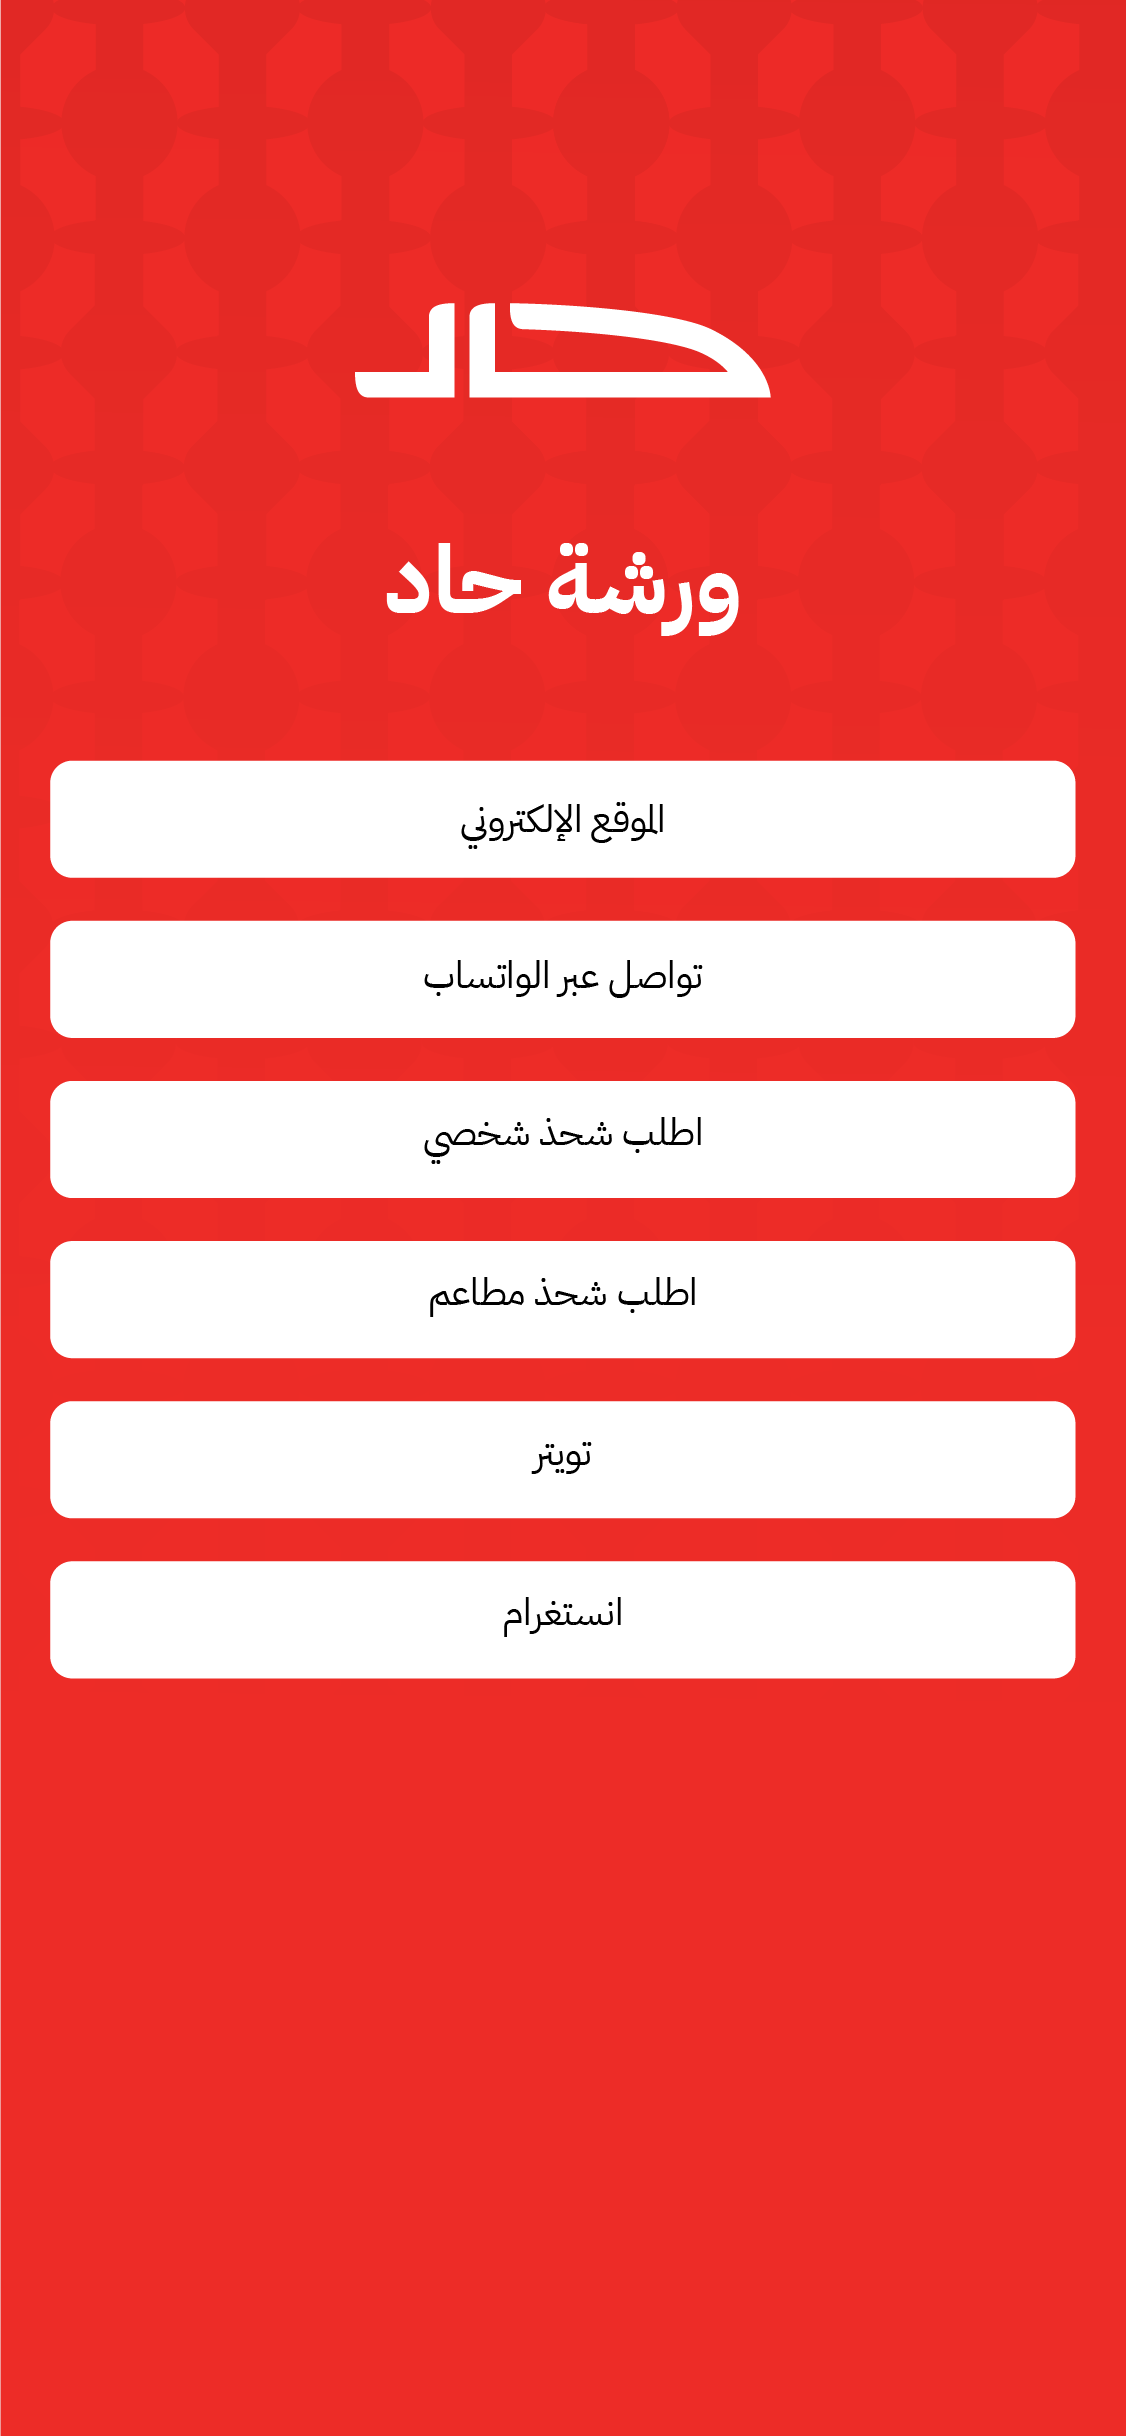 حاد
ورشة حاد
الموقع الإلكتروني
تواصل عبر الواتساب
اطلب شحذ شخصي
اطلب شحذ مطاعم
تويتر
انستغرام